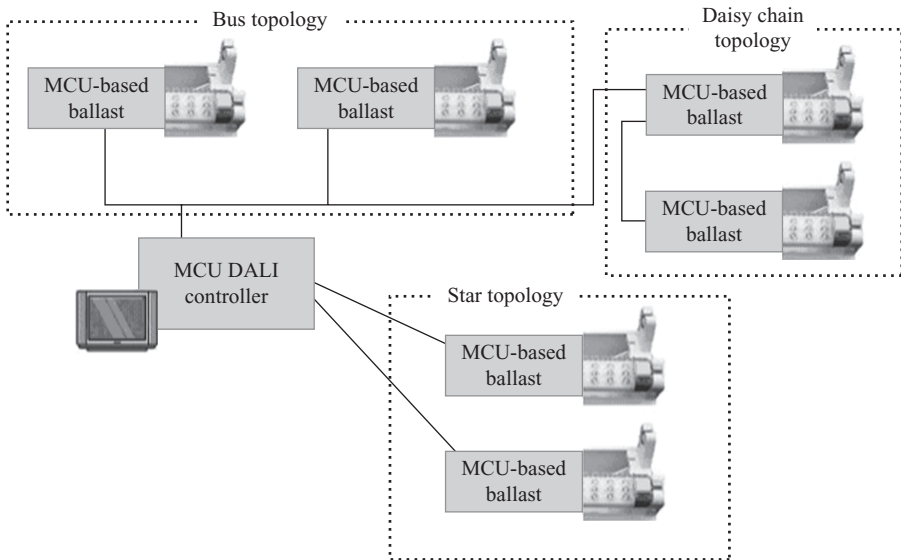 Bus topology
MCU-based
ballast
MCU-based
ballast
Daisy chain
topology
MCU-based
ballast
MCU-based
ballast
MCU DALI
controller
Star topology
MCU-based
ballast
MCU-based
ballast